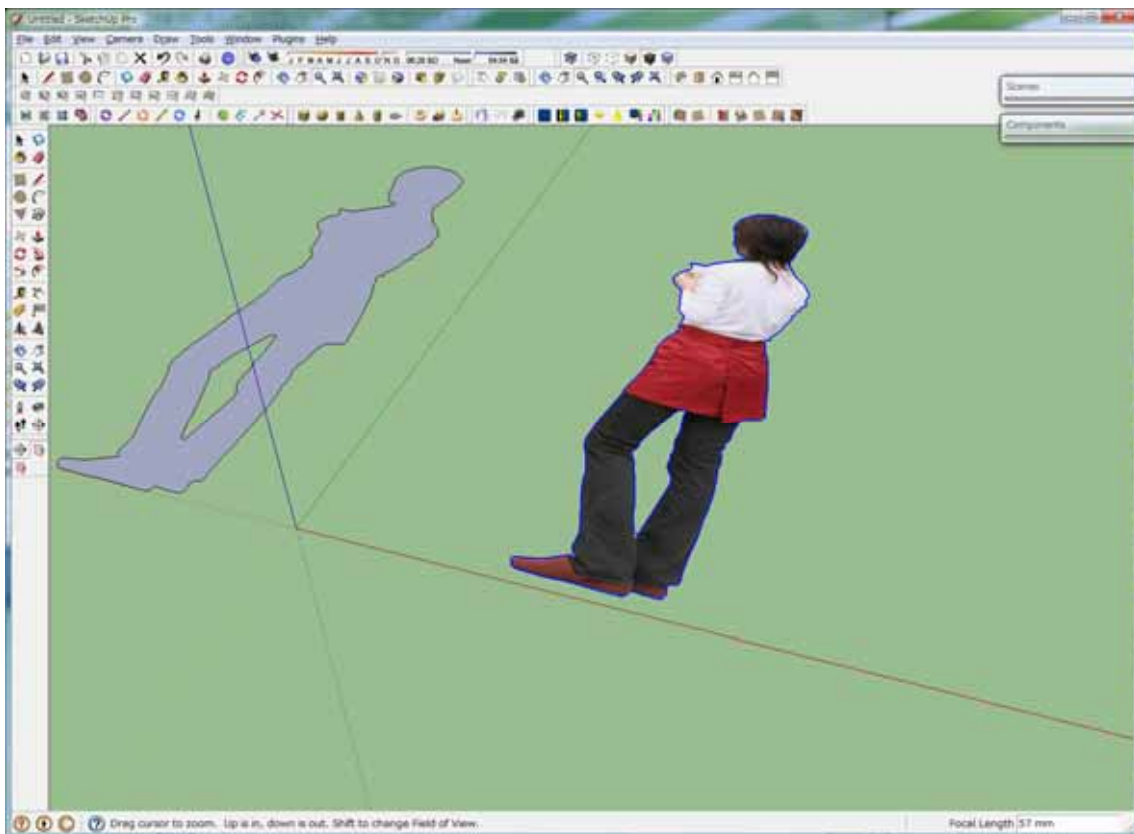 Untitled - SketchUp Pro
File Edit View Camera Draw Tools Window Plugins Help
J F M A M J J A S O N D Noon
Scenes
Components
Drag cursor to zoom. Up is in, down is out. Shift to change Field of View.
Focal Length 57 mm